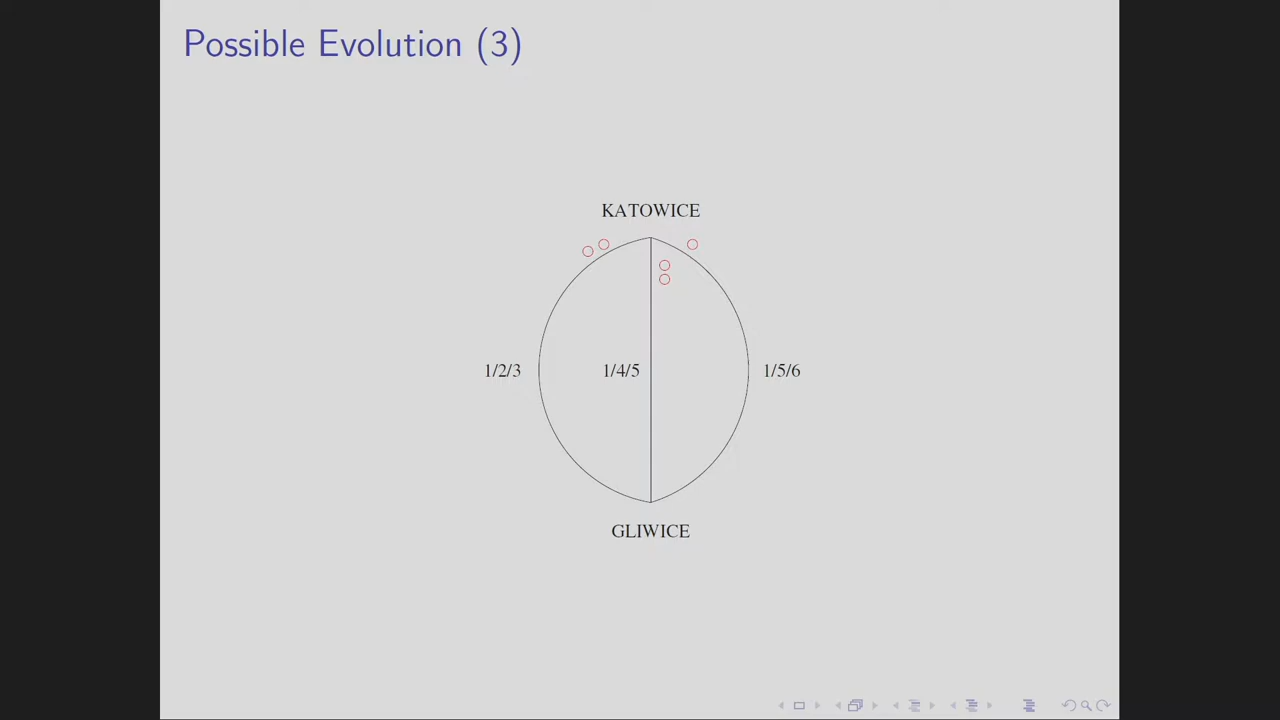 Possible Evolution (3)
KATOWICE
1/2/3
1/4/5
1/5/6
GLIWICE